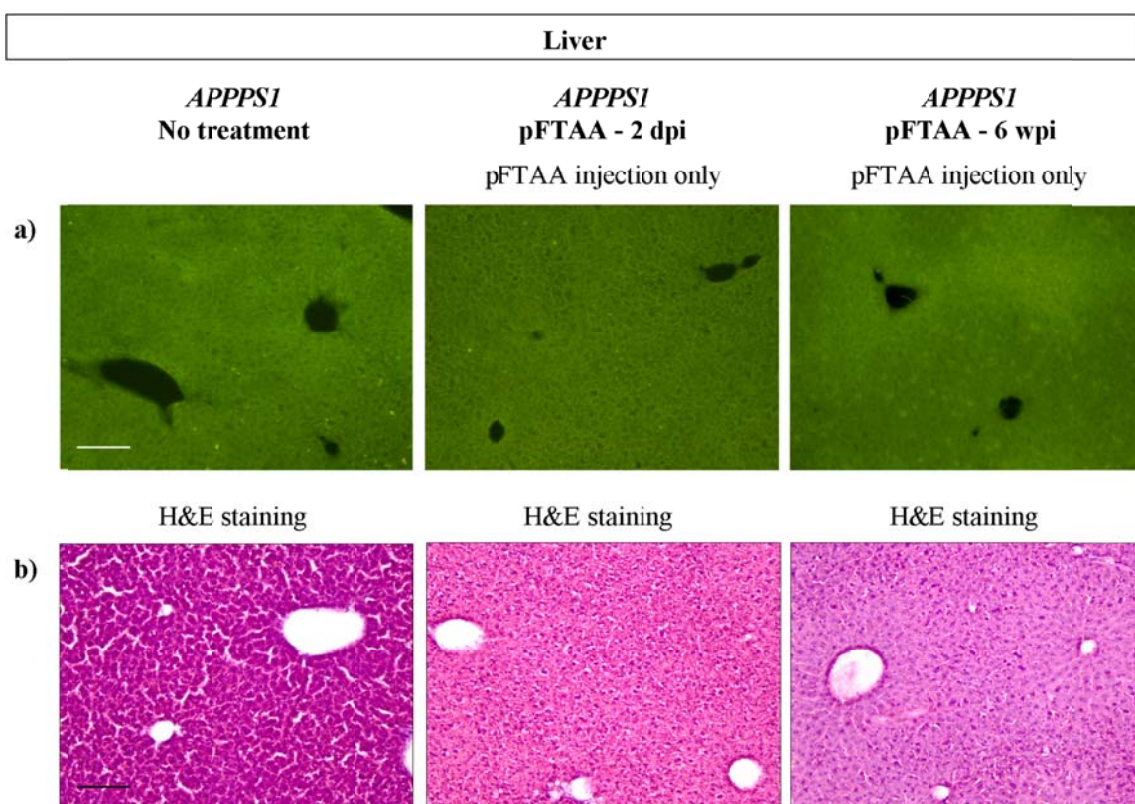 Liver
APPPS1
No treatment
APPPS1
pFTAA - 2 dpi
pFTAA injection only
APPPS1
pFTAA - 6 wpi
pFTAA injection only
a)
H&E staining
H&E staining
H&E staining
b)